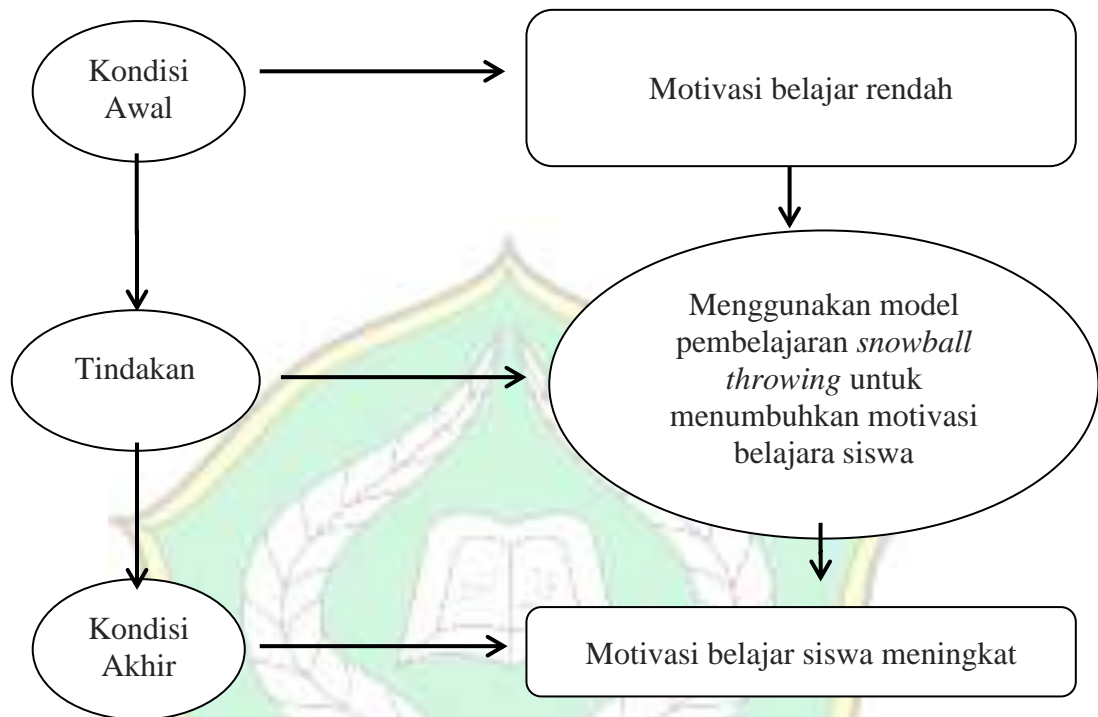 Kondisi
Awal
Motivasi belajar rendah
Tindakan
Menggunakan model
pembelajaran snowball
throwing untuk
menumbuhkan motivasi
belajara siswa
Kondisi
Akhir
Motivasi belajar siswa meningkat